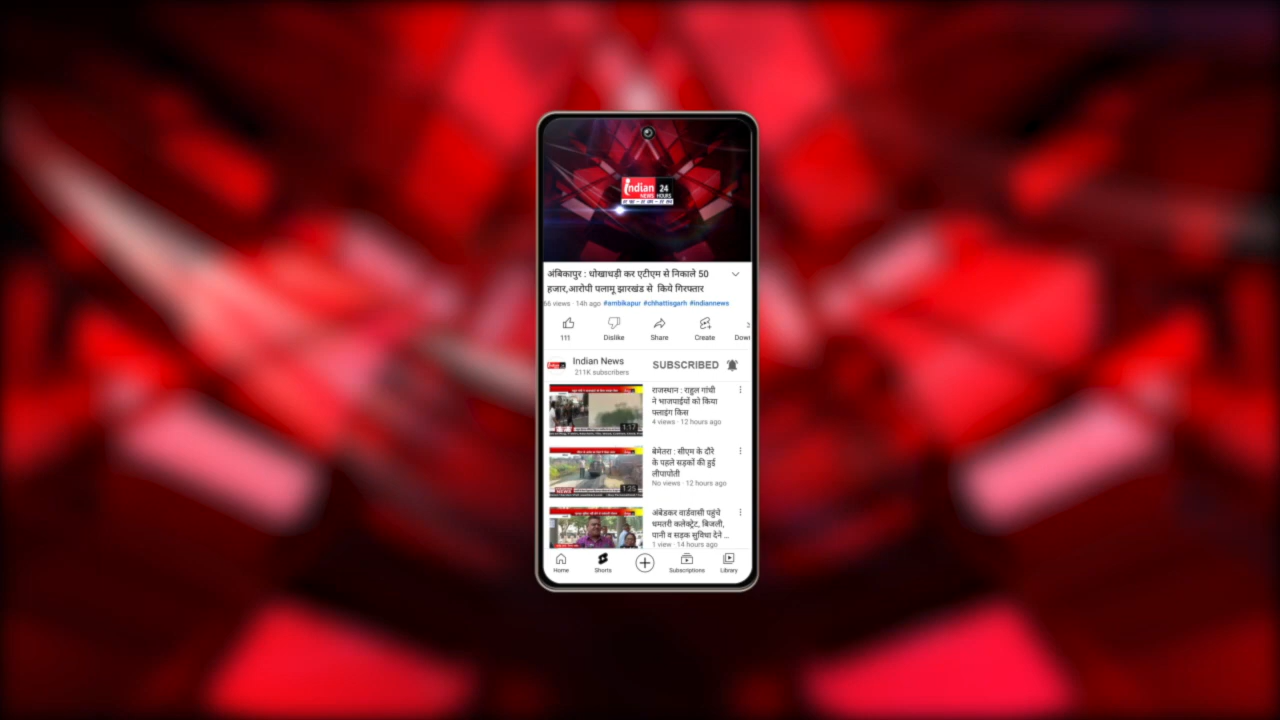 indian 24
NEWS HOURS
अंबिकापुर : धोखाधड़ी कर एटीएम से निकाले 50
हजार,आरोपी पलामू झारखंड से किये गिरफ्तार
66 views · 14h ago #ambikapur #chhattisgarh #indiannews
111 Dislike Share Create Down
Indian News
211K subscribers
SUBSCRIBED
राजस्थान : राहुल गांधी
ने भाजपाईयों को किया
फ्लाइंग किस
4 views · 12 hours ago
1:17
बेमेतरा : सीएम के दौरे
के पहले सड़कों की हुई
लीपापोती
No views · 12 hours ago
1:25
अंबेडकर वार्डवासी पहुंचे
धमतरी कलेक्ट्रेट, बिजली,
पानी व सड़क सुविधा देने ...
1 view · 14 hours ago
Home Shorts Subscriptions Library